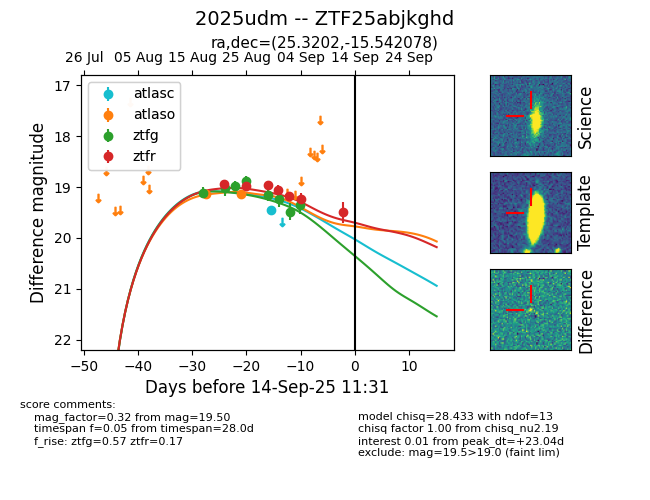 2025udm -- ZTF25abjkghd
ra,dec=(25.3202,-15.542078)
26 Jul 05 Aug 15 Aug 25 Aug 04 Sep 14 Sep 24 Sep
17
18
19
20
21
22
Difference magnitude
atlasc
atlaso
ztfg
ztfr
−50 −40 −30 −20 −10 0 10
Days before 14-Sep-25 11:31
Science
Template
Difference
score comments:
mag_factor=0.32 from mag=19.50
timespan f=0.05 from timespan=28.0d
f_rise: ztfg=0.57 ztfr=0.17
model chisq=28.433 with ndof=13
chisq factor 1.00 from chisq_nu2.19
interest 0.01 from peak_dt=+23.04d
exclude: mag=19.5>19.0 (faint lim)